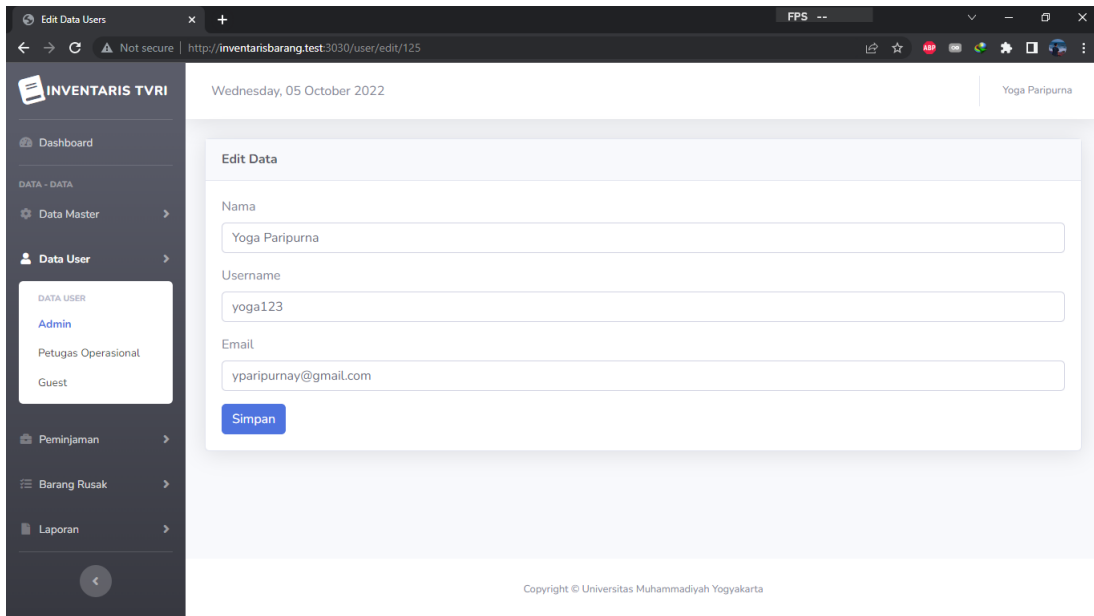 Edit Data Users
FPS --
Not secure | http://inventarisbarang.test:3030/user/edit/125
ABP
INVENTARIS TVRI
Wednesday, 05 October 2022
Yoga Paripurna
Dashboard
DATA - DATA
Data Master
Data User
DATA USER
Admin
Petugas Operasional
Guest
Peminjaman
Barang Rusak
Laporan
Edit Data
Nama
Yoga Paripurna
Username
yoga123
Email
yparipurnay@gmail.com
Simpan
Copyright © Universitas Muhammadiyah Yogyakarta